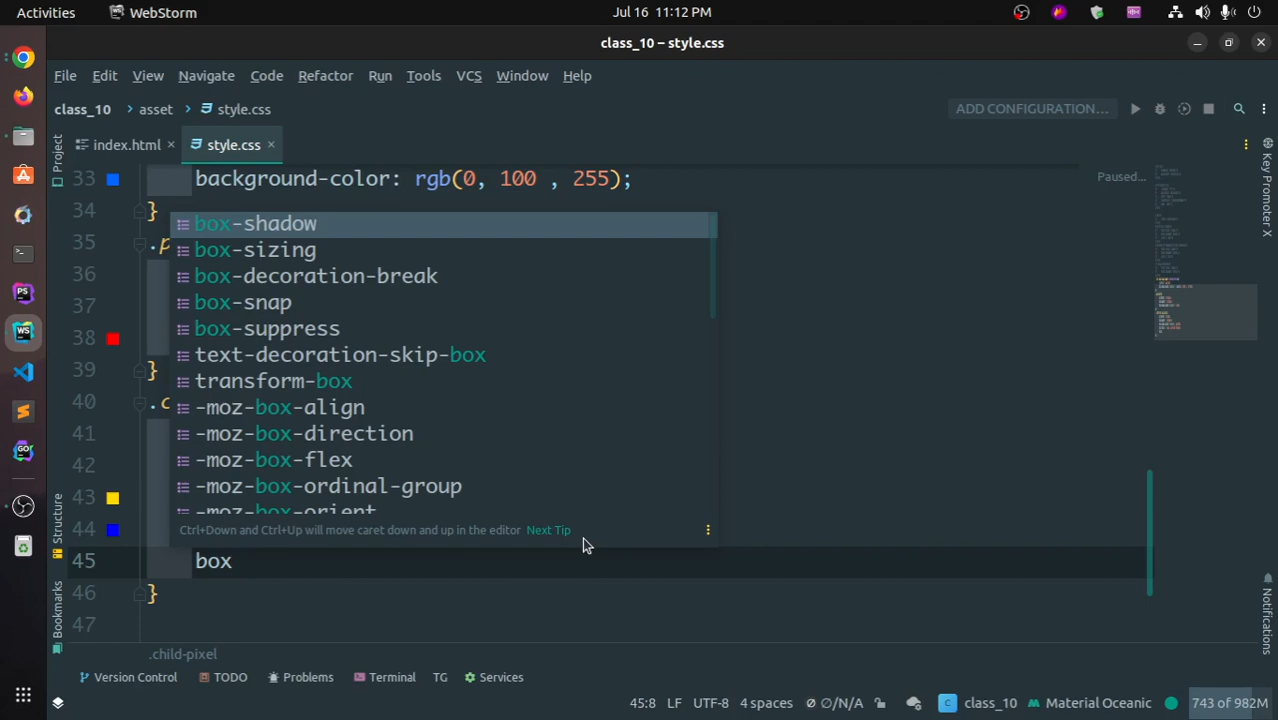 Activities WebStorm Jul 16 11:12 PM
class_10 – style.css
File Edit View Navigate Code Refactor Run Tools VCS Window Help
class_10 asset style.css ADD CONFIGURATION...
Project index.html style.css Key Promoter X
33 background-color: rgb(0, 100 , 255); Paused...
34 }
box-shadow
35 .p
box-sizing
36 box-decoration-break
37 box-snap
38 box-suppress
text-decoration-skip-box
39 }
transform-box
40 .c
-moz-box-align
41 -moz-box-direction
42 -moz-box-flex
43 -moz-box-ordinal-group
-moz-box-orient
44 Ctrl+Down and Ctrl+Up will move caret down and up in the editor Next Tip
Structure
45 box
46 }
47
Bookmarks
Notifications
.child-pixel
Version Control TODO Problems Terminal TG Services
45:8 LF UTF-8 4 spaces ∅/N/A class_10 Material Oceanic 743 of 982M